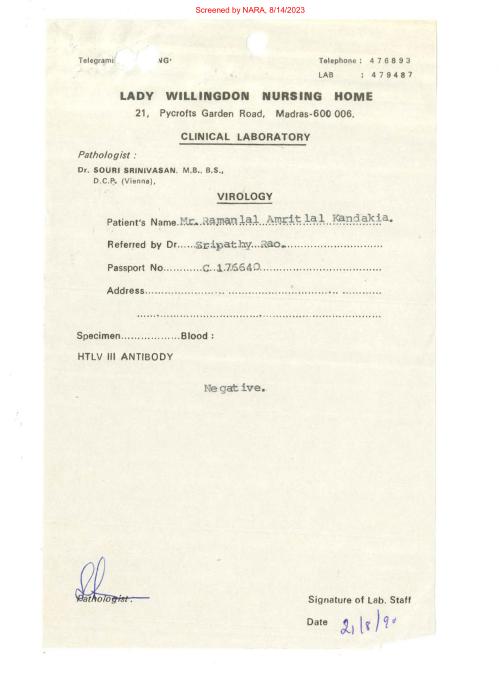 Screened by NARA, 8/14/2023
Telegram: NG'
Telephone : 476893
LAB : 479487
LADY WILLINGDON NURSING HOME
21, Pycrofts Garden Road, Madras-600 006.
CLINICAL LABORATORY
Pathologist :
Dr. SOURI SRINIVASAN, M.B., B.S.,
D.C.P. (Vienna),
VIROLOGY
Patient's Name Mr. Ramanlal Amritlal Kandakia.
Referred by Dr.....Sripathy Rao.
Passport No...........C 176640
Address
Specimen..................Blood :
HTLV III ANTIBODY
Negative.
Pathologist.
Signature of Lab. Staff
Date 21/8/90